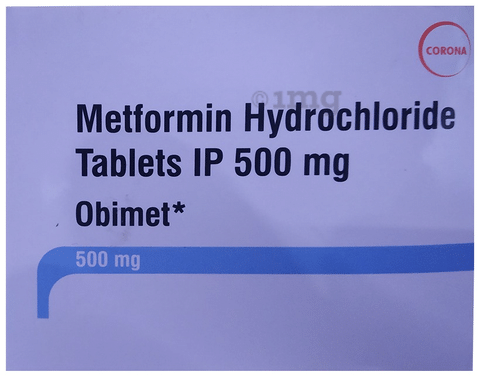 CORONA
© 1mg
Metformin Hydrochloride
Tablets IP 500 mg
Obimet*
500 mg